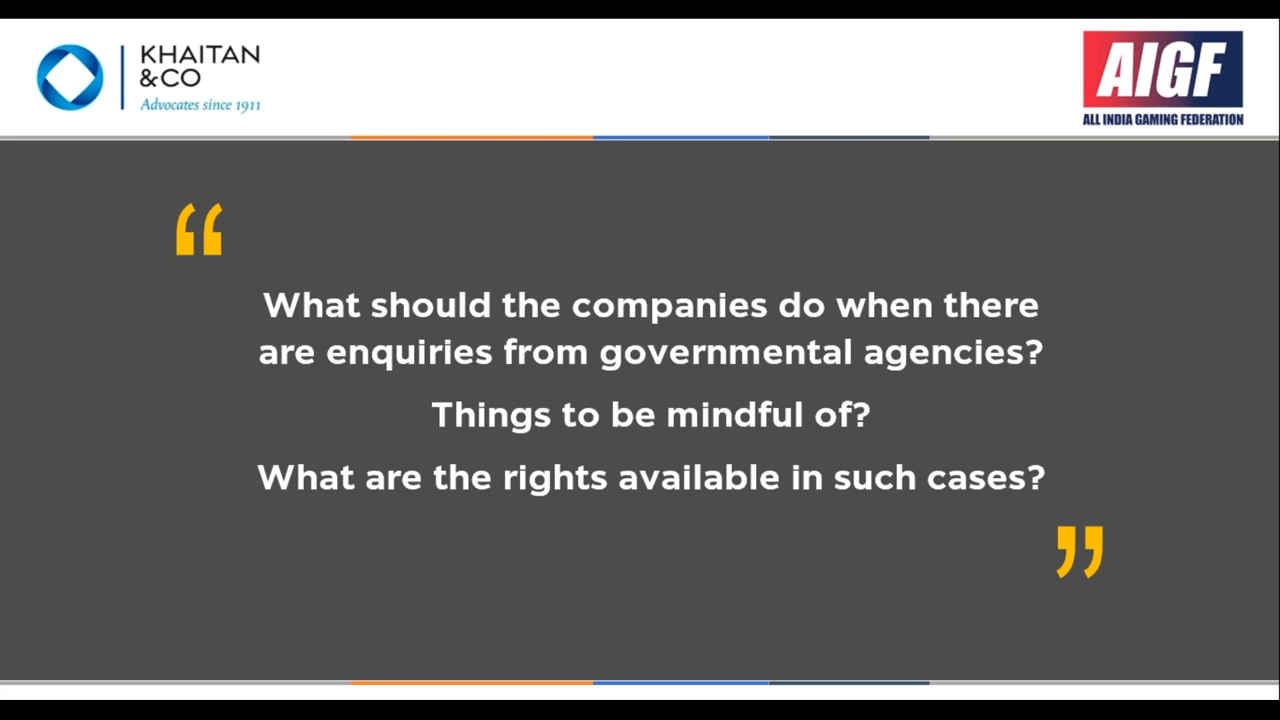 KHAITAN
&CO
Advocates since 1911
AIGF
ALL INDIA GAMING FEDERATION
“
What should the companies do when there
are enquiries from governmental agencies?
Things to be mindful of?
What are the rights available in such cases?
”